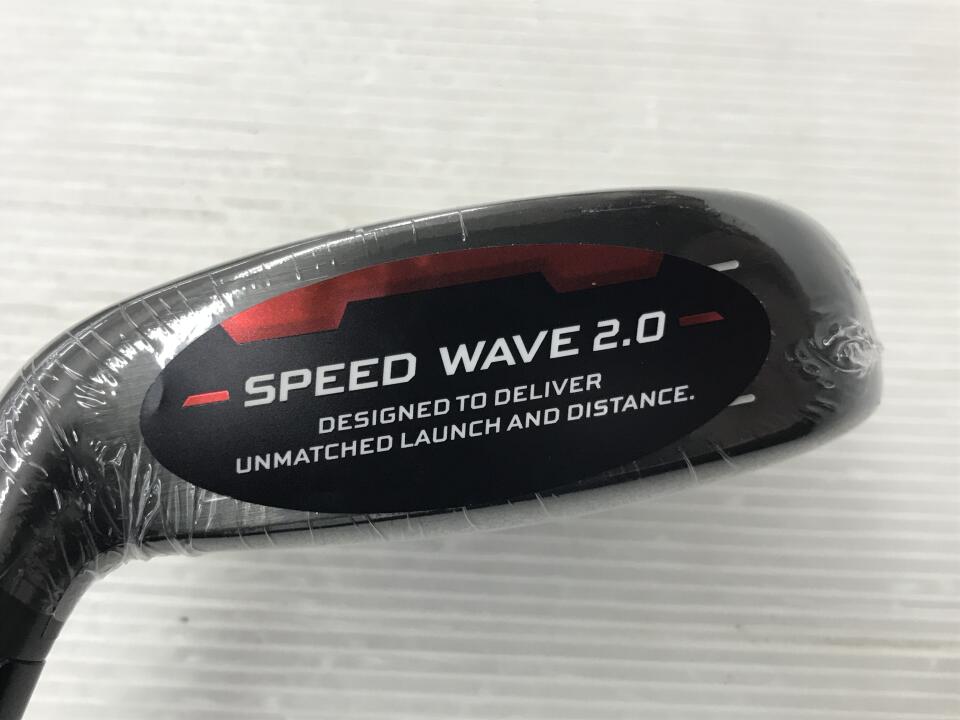 SPEED WAVE 2.0
DESIGNED TO DELIVER
UNMATCHED LAUNCH AND DISTANCE.